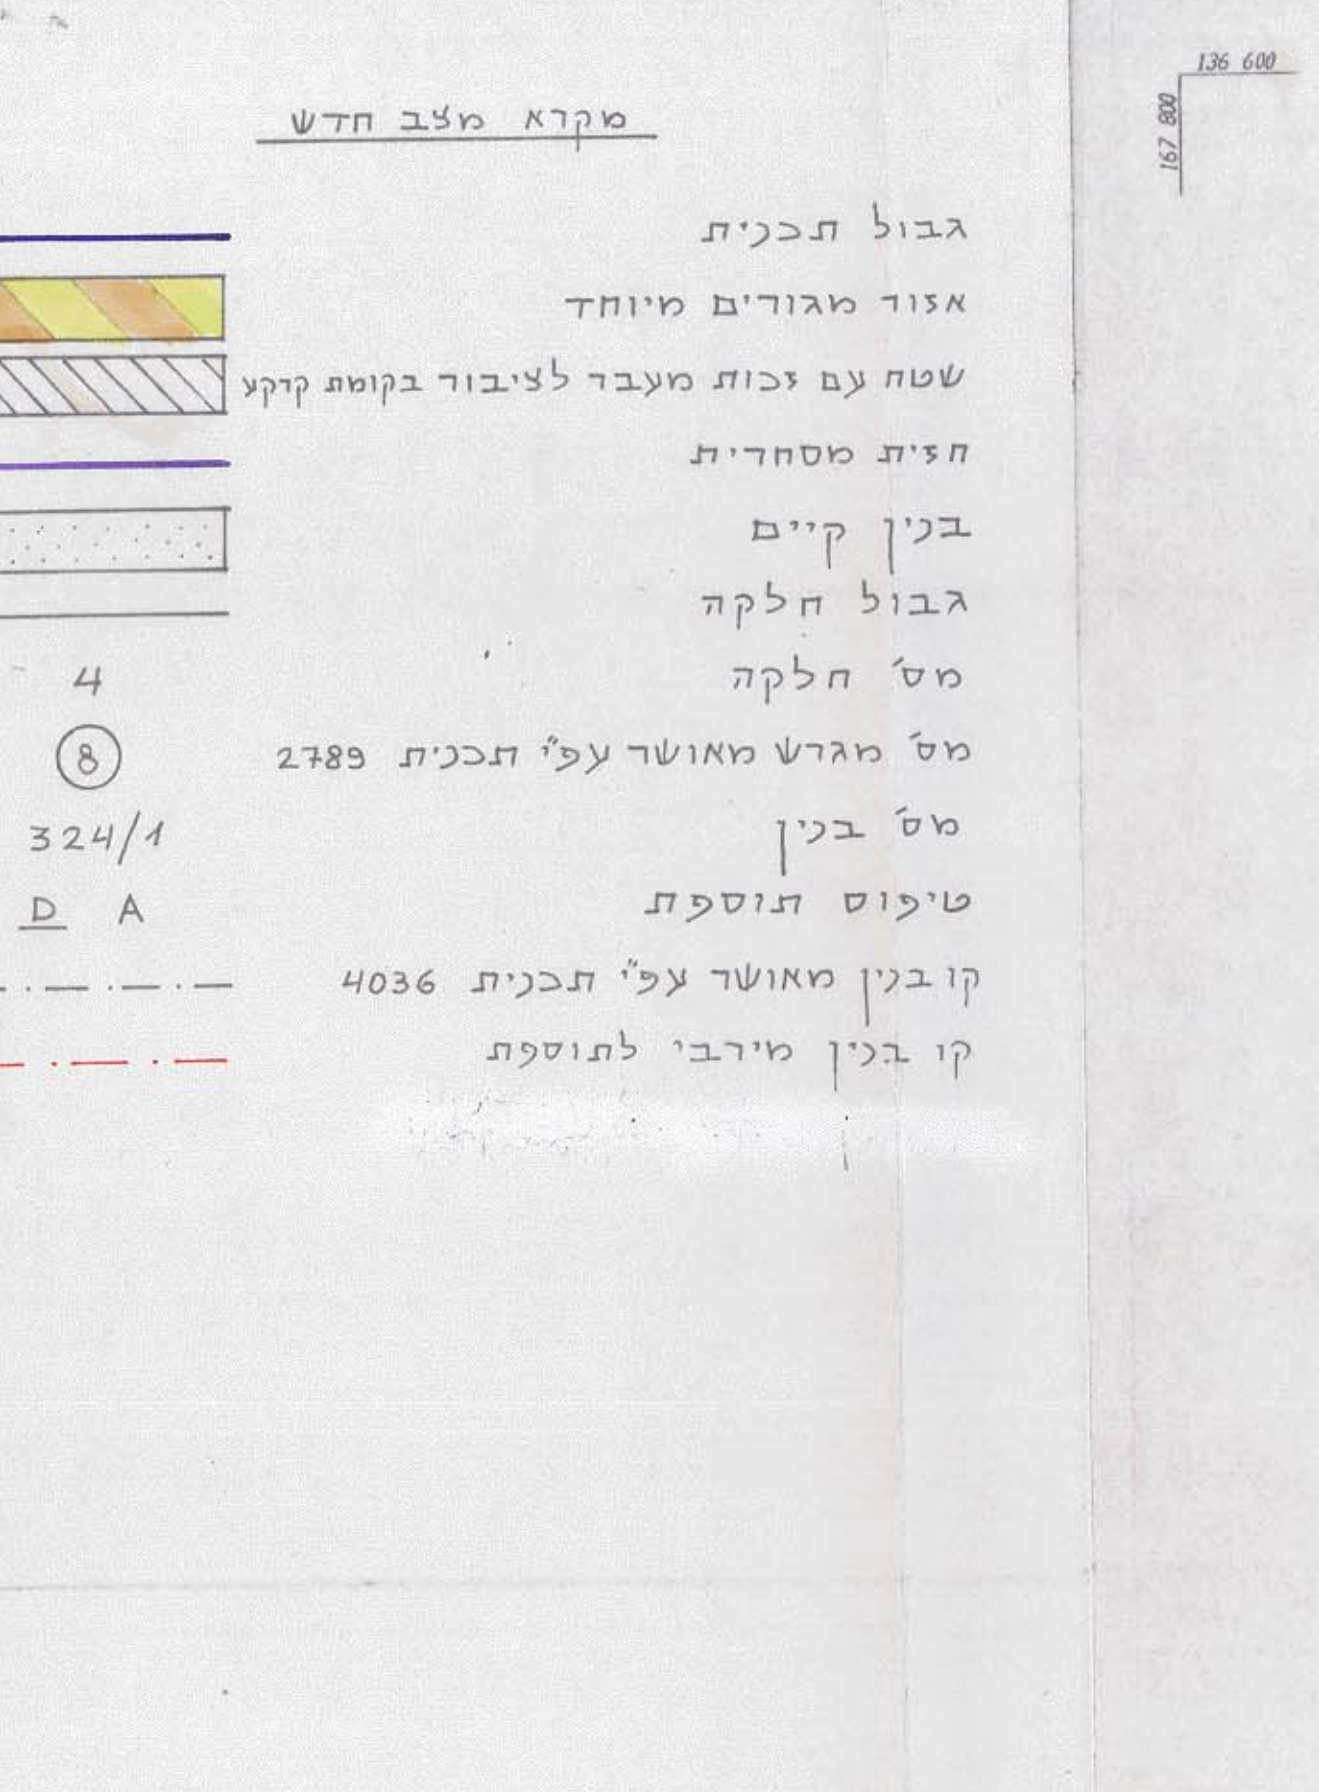 136 600
167 800
מקרא מצב חדש
גבול תכנית
אזור מגורים מיוחד
שטח עם זכות מעבר לציבור בקומת קרקע
חזית מסחרית
בנין קיים
גבול חלקה
מס' חלקה 4
מס' מגרש מאושר עפ"י תכנית 2789 8
מס' בנין 324/1
טיפוס תוספת D A
קו בנין מאושר עפ"י תכנית 4036
קו בנין מירבי לתוספת